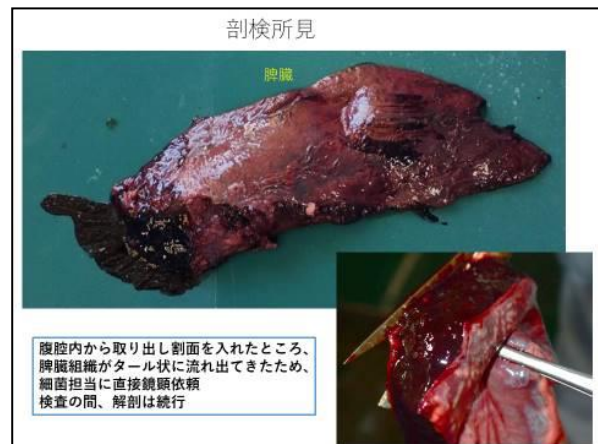 剖検所見
脾臓
腹腔内から取り出し割面を入れたところ、
脾臓組織がタール状に流れ出てきたため、
細菌担当に直接鏡顕依頼
検査の間、解剖は続行